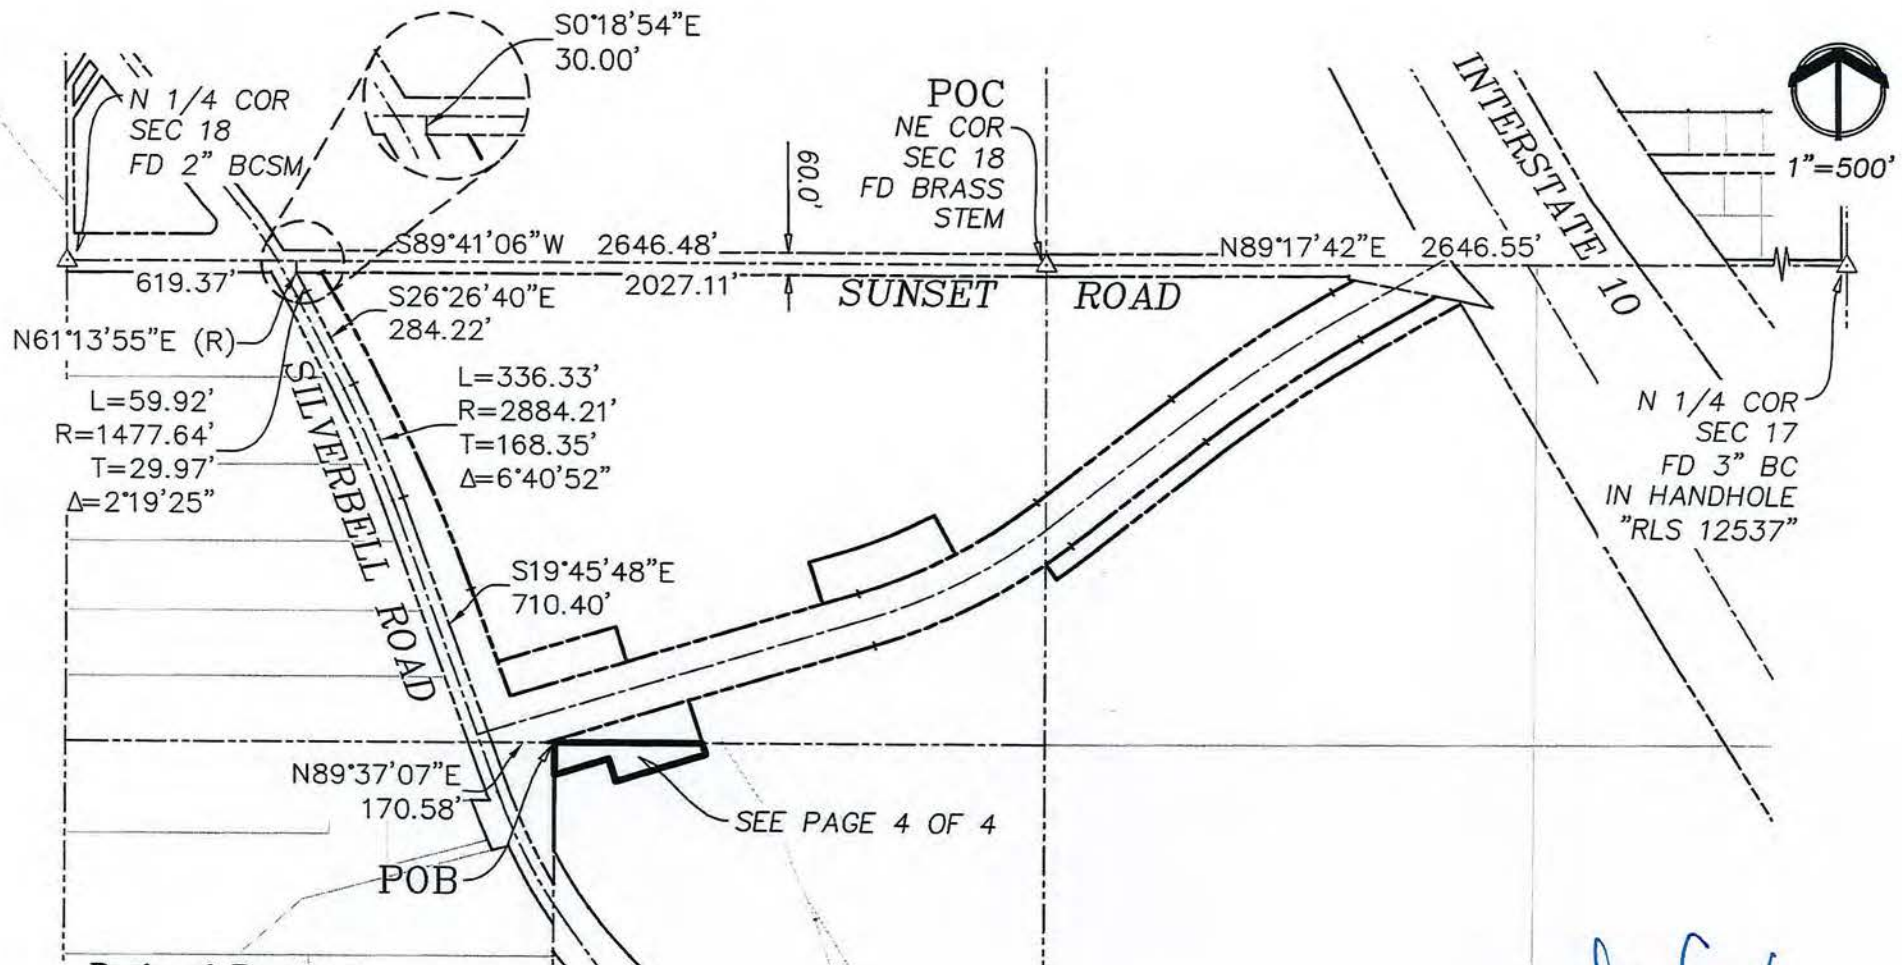 S0°18'54"E
30.00'
N 1/4 COR
SEC 18
FD 2" BCSM
POC
NE COR
SEC 18
FD BRASS
STEM
60.0'
INTERSTATE 10
1"=500'
S89°41'06"W 2646.48'
N89°17'42"E 2646.55'
619.37'
2027.11'
SUNSET ROAD
S26°26'40"E
284.22'
N61°13'55"E (R)
L=59.92'
R=1477.64'
T=29.97'
Δ=2°19'25"
SILVERBELL ROAD
L=336.33'
R=2884.21'
T=168.35'
Δ=6°40'52"
N 1/4 COR
SEC 17
FD 3" BC
IN HANDHOLE
"RLS 12537"
S19°45'48"E
710.40'
N89°37'07"E
170.58'
SEE PAGE 4 OF 4
POB